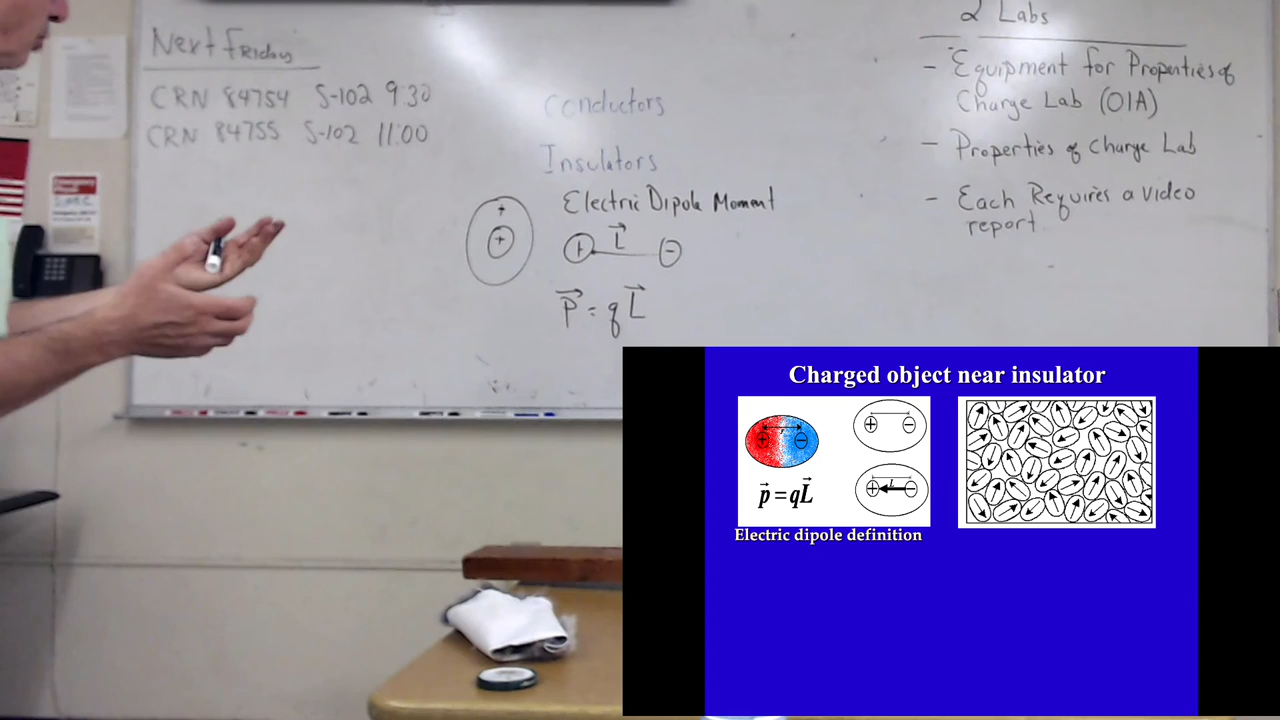 Next Friday
CRN 84754 S-102 9:30
CRN 84755 S-102 11:00
Conductors
Insulators
Electric Dipole Moment
+
+
+ L −
P = qL
2 Labs
- Equipment for Properties of
Charge Lab (OIA)
- Properties of Charge Lab
- Each Requires a video
report
Charged object near insulator
+ −
+ −
+ L −
p = qL
Electric dipole definition